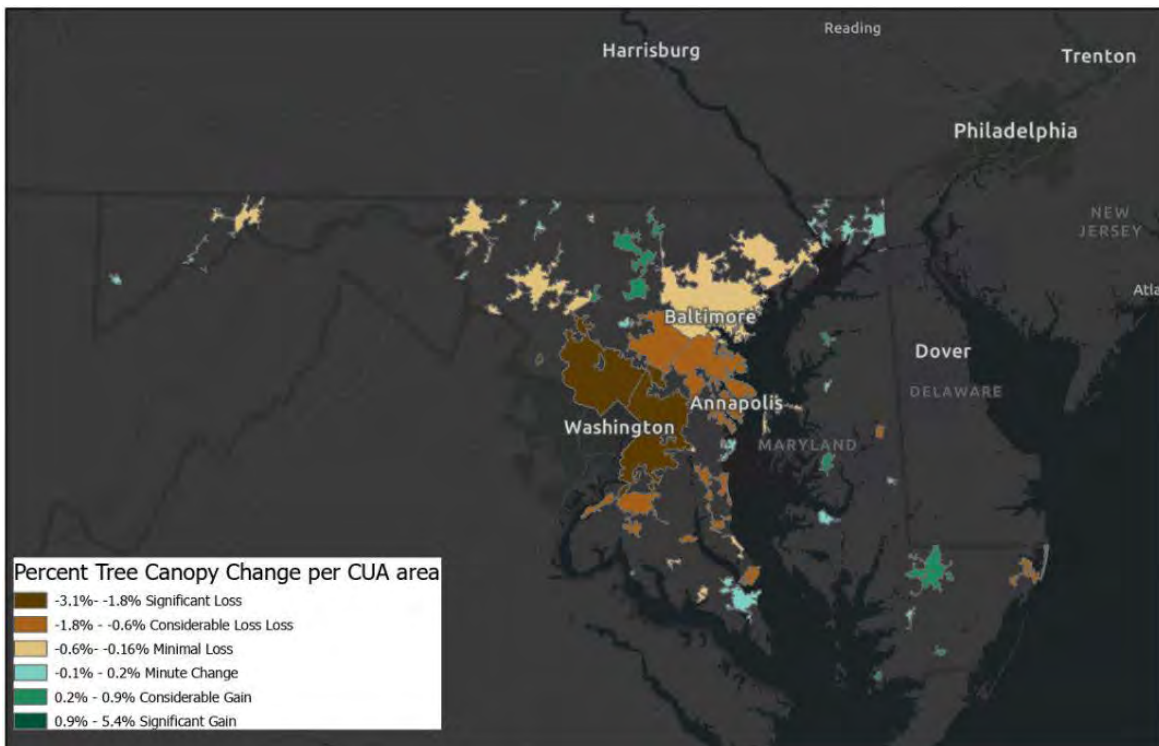 Reading
Harrisburg
Trenton
Philadelphia
NEW
JERSEY
Atla
Baltimore
Dover
DELAWARE
Annapolis
Washington
MARYLAND
Percent Tree Canopy Change per CUA area
-3.1%- -1.8% Significant Loss
-1.8% - -0.6% Considerable Loss Loss
-0.6%- -0.16% Minimal Loss
-0.1% - 0.2% Minute Change
0.2% - 0.9% Considerable Gain
0.9% - 5.4% Significant Gain